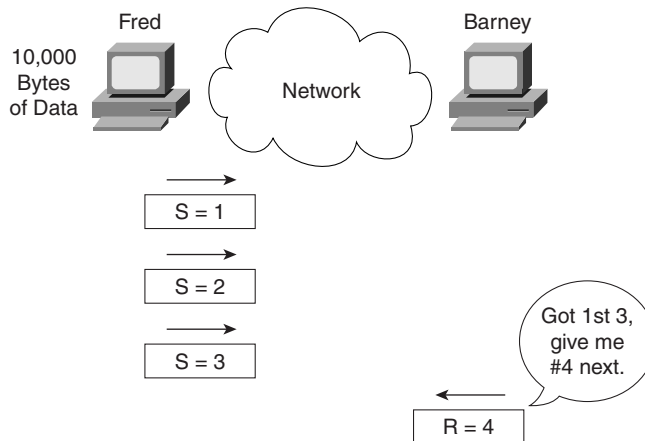 Fred
Barney
10,000
Bytes
of Data
Network
S = 1
S = 2
S = 3
Got 1st 3,
give me
#4 next.
R = 4